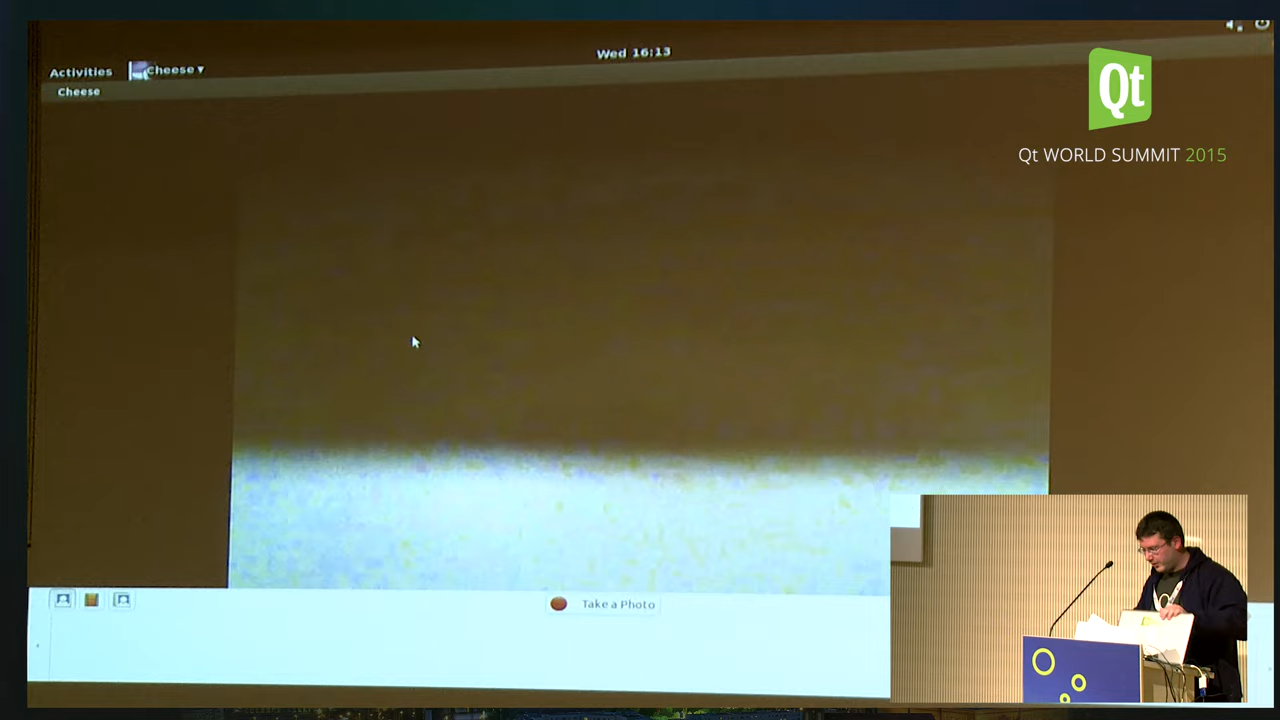 Wed 16:13
Activities
Cheese
Cheese
Qt
Qt WORLD SUMMIT 2015
Take a Photo